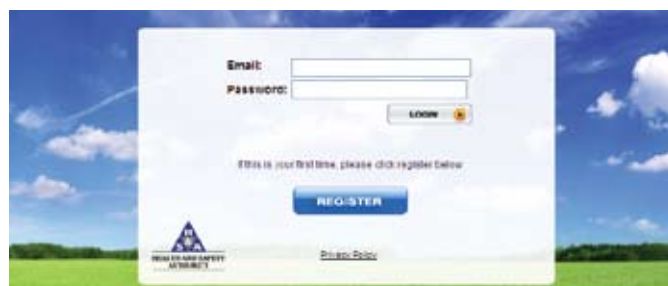 Email:
Password:
LOGIN
If this is your first time, please click register below
REGISTER
H
S A
HEALTH AND SAFETY
AUTHORITY
Privacy Policy